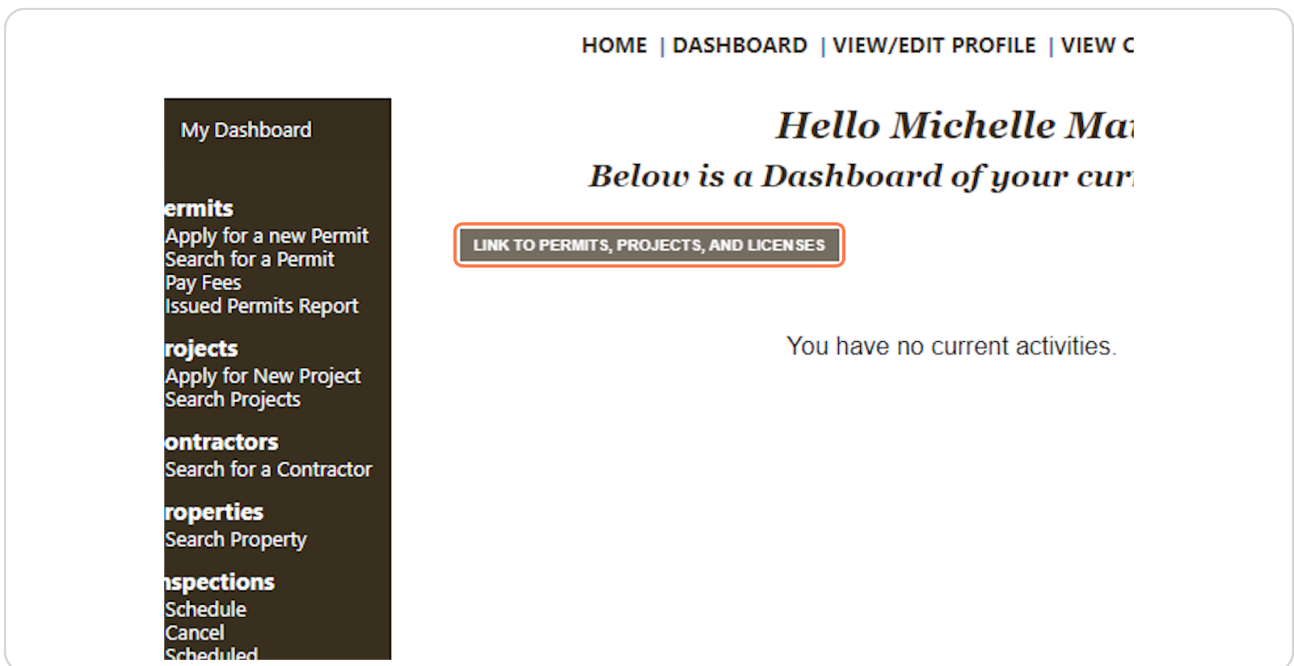 HOME | DASHBOARD | VIEW/EDIT PROFILE | VIEW C
My Dashboard
Hello Michelle Mar
Below is a Dashboard of your curr
LINK TO PERMITS, PROJECTS, AND LICENSES
You have no current activities.
ermits
Apply for a new Permit
Search for a Permit
Pay Fees
Issued Permits Report
rojects
Apply for New Project
Search Projects
ontractors
Search for a Contractor
roperties
Search Property
nspections
Schedule
Cancel
Scheduled